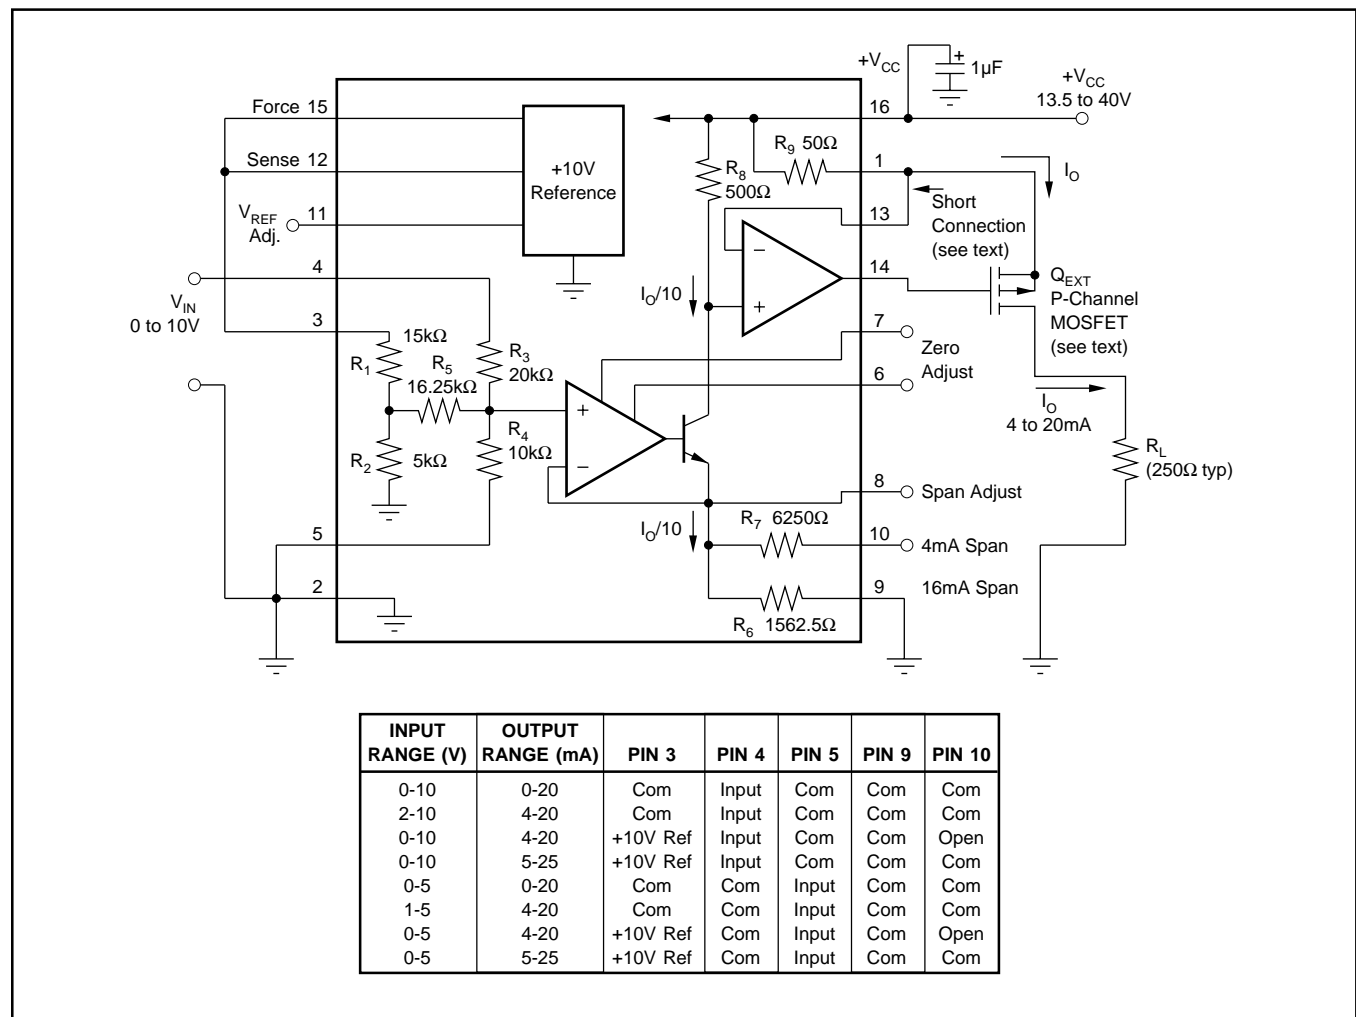 +V_CC
+
1µF
+V_CC
13.5 to 40V
Force 15
16
Sense 12
+10V
Reference
R_9 50Ω
1
R_8
500Ω
I_O
V_REF
Adj.
11
13
Short
Connection
(see text)
4
–
+
14
Q_EXT
P-Channel
MOSFET
(see text)
I_O/10
V_IN
0 to 10V
3
7
Zero
Adjust
15kΩ
R_1
R_5
16.25kΩ
R_3
20kΩ
6
I_O
4 to 20mA
+
–
R_2
5kΩ
R_4
10kΩ
R_L
(250Ω typ)
8
Span Adjust
I_O/10
R_7 6250Ω
10
4mA Span
5
2
9
16mA Span
R_6 1562.5Ω
INPUT RANGE (V) OUTPUT RANGE (mA) PIN 3 PIN 4 PIN 5 PIN 9 PIN 10
0-10 0-20 Com Input Com Com Com
2-10 4-20 Com Input Com Com Com
0-10 4-20 +10V Ref Input Com Com Open
0-10 5-25 +10V Ref Input Com Com Com
0-5 0-20 Com Com Input Com Com
1-5 4-20 Com Com Input Com Com
0-5 4-20 +10V Ref Com Input Com Open
0-5 5-25 +10V Ref Com Input Com Com